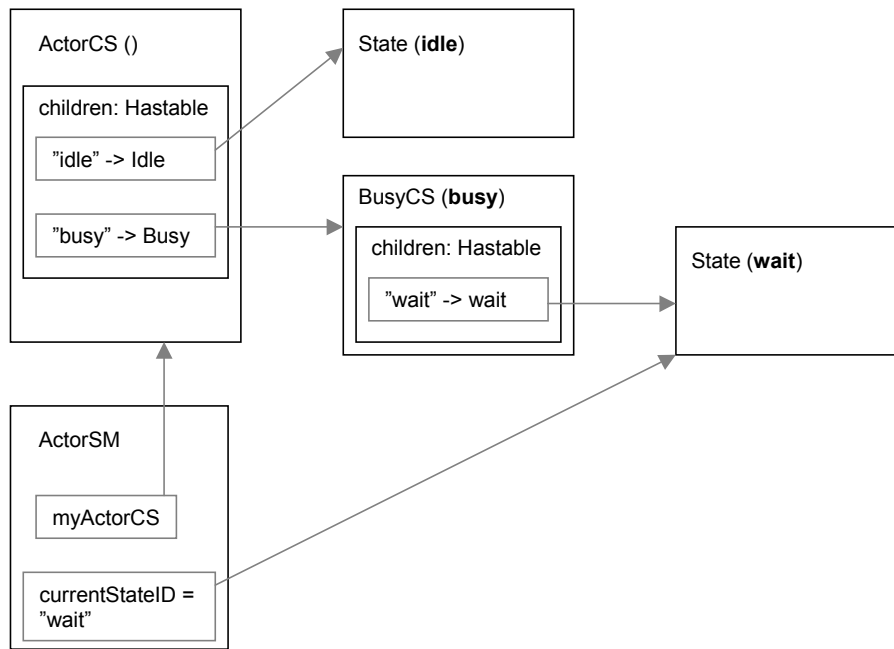 ActorCS ()
children: Hastable
”idle” -> Idle
”busy” -> Busy
State (idle)
BusyCS (busy)
children: Hastable
”wait” -> wait
State (wait)
ActorSM
myActorCS
currentStateID =
”wait”